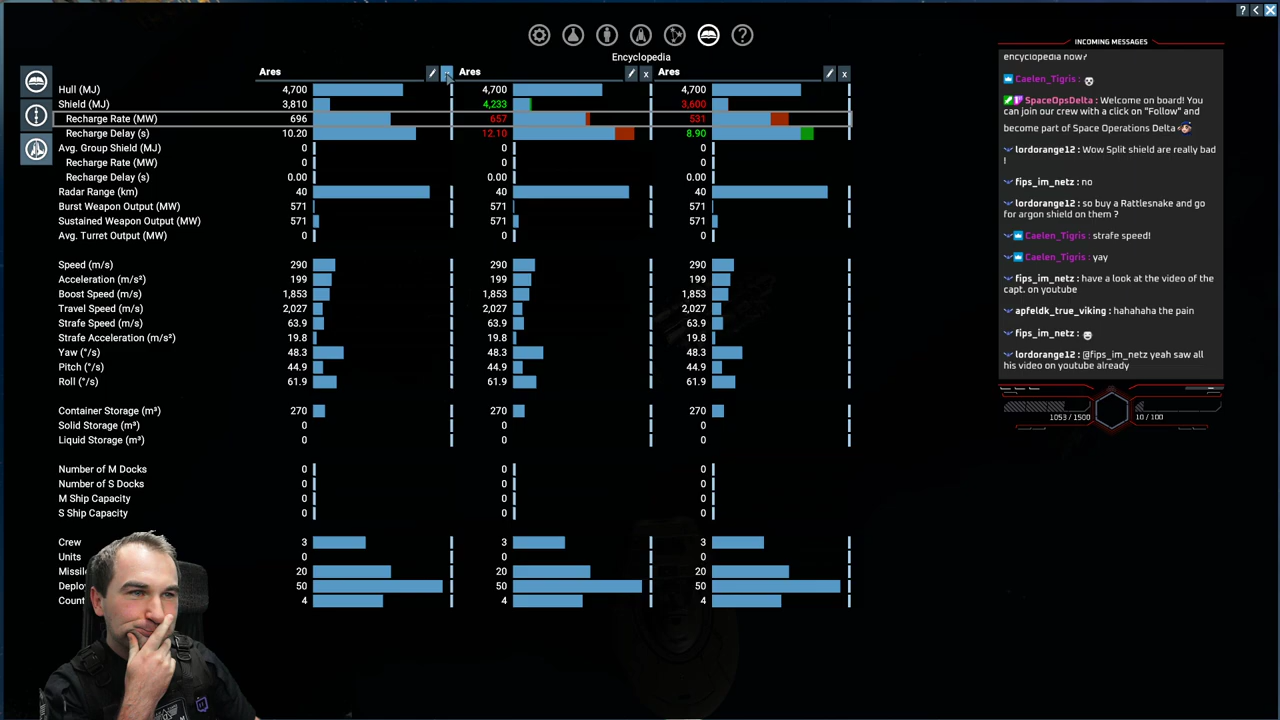 ? < X
Encyclopedia
INCOMING MESSAGES
encyclopedia now?
Caelen_Tigris :
SpaceOpsDelta : Welcome on board! You
can join our crew with a click on "Follow" and
become part of Space Operations Delta
lordorange12 : Wow Split shield are really bad
!
fips_im_netz : no
lordorange12 : so buy a Rattlesnake and go
for argon shield on them ?
Caelen_Tigris : strafe speed!
Caelen_Tigris : yay
fips_im_netz : have a look at the video of the
capt. on youtube
apfeldk_true_viking : hahahaha the pain
fips_im_netz :
lordorange12 : @fips_im_netz yeah saw all
his video on youtube already
1053 / 1500 10 / 100
Ares Ares x Ares x
Hull (MJ) 4,700 4,700 4,700
Shield (MJ) 3,810 4,233 3,600
Recharge Rate (MW) 696 657 531
Recharge Delay (s) 10.20 12.10 8.90
Avg. Group Shield (MJ) 0 0 0
Recharge Rate (MW) 0 0 0
Recharge Delay (s) 0.00 0.00 0.00
Radar Range (km) 40 40 40
Burst Weapon Output (MW) 571 571 571
Sustained Weapon Output (MW) 571 571 571
Avg. Turret Output (MW) 0 0 0
Speed (m/s) 290 290 290
Acceleration (m/s²) 199 199 199
Boost Speed (m/s) 1,853 1,853 1,853
Travel Speed (m/s) 2,027 2,027 2,027
Strafe Speed (m/s) 63.9 63.9 63.9
Strafe Acceleration (m/s²) 19.8 19.8 19.8
Yaw (°/s) 48.3 48.3 48.3
Pitch (°/s) 44.9 44.9 44.9
Roll (°/s) 61.9 61.9 61.9
Container Storage (m³) 270 270 270
Solid Storage (m³) 0 0 0
Liquid Storage (m³) 0 0 0
Number of M Docks 0 0 0
Number of S Docks 0 0 0
M Ship Capacity 0 0 0
S Ship Capacity 0 0 0
Crew 3 3 3
Units 0 0 0
Missile 20 20 20
Deplo 50 50 50
Count 4 4 4